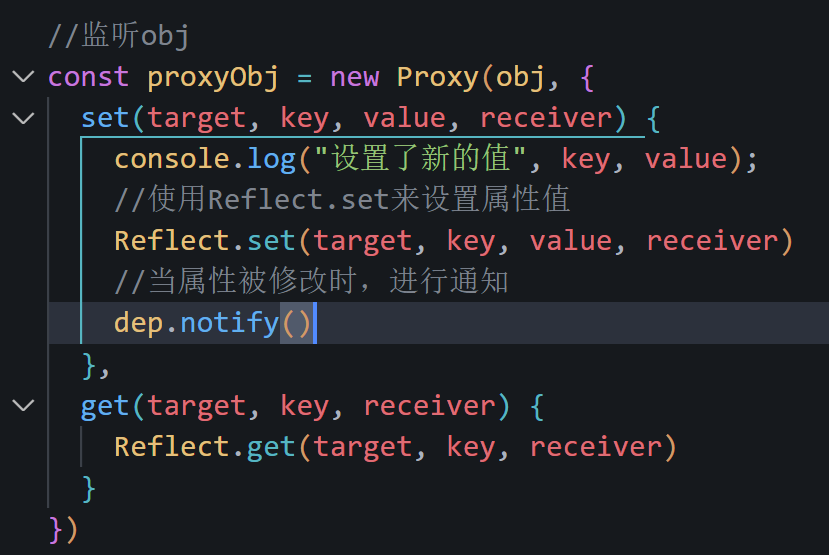 //监听obj
const proxyObj = new Proxy(obj, {
set(target, key, value, receiver) {
console.log("设置了新的值", key, value);
//使用Reflect.set来设置属性值
Reflect.set(target, key, value, receiver)
//当属性被修改时，进行通知
dep.notify()
},
get(target, key, receiver) {
Reflect.get(target, key, receiver)
}
})